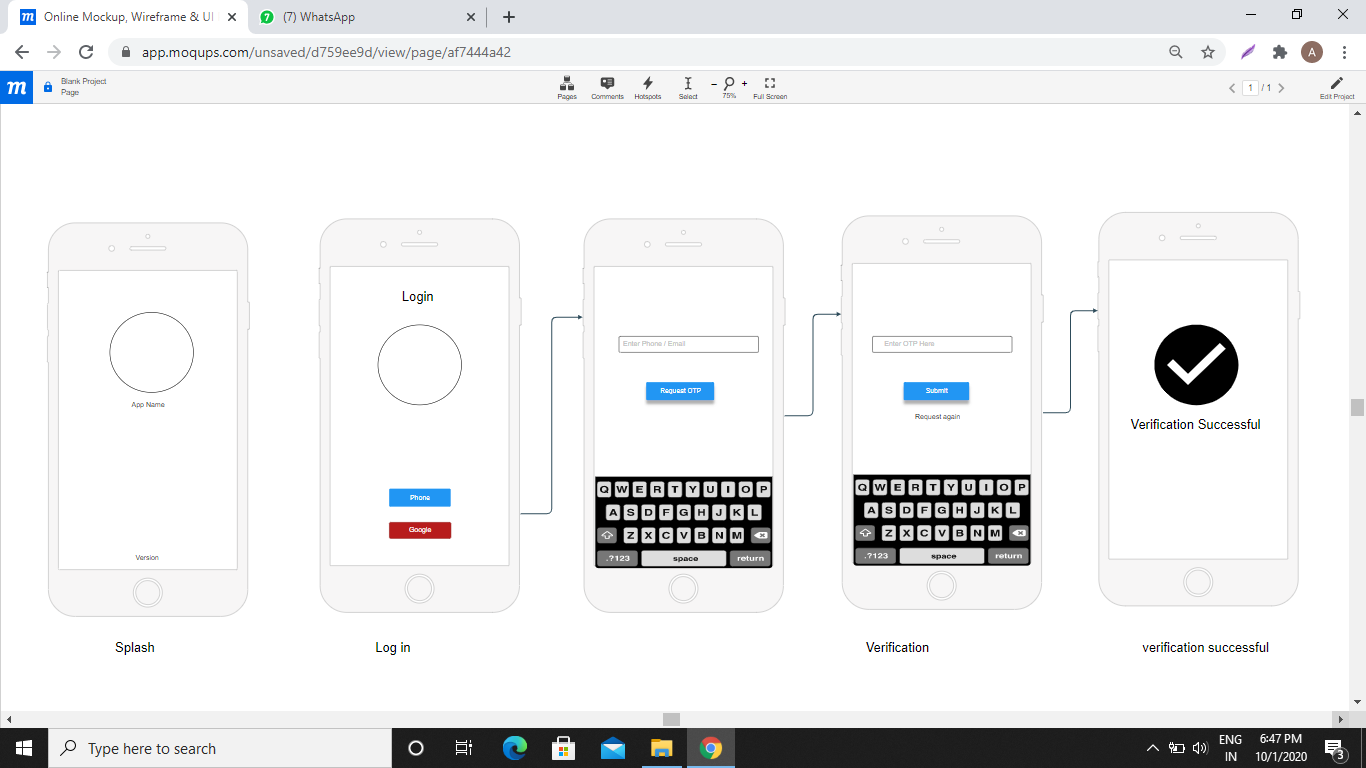 Online Mockup, Wireframe & UI
(7) WhatsApp
app.moqups.com/unsaved/d759ee9d/view/page/af7444a42
A
m
Blank Project
Page
Pages
Comments
Hotspots
Select
- +
75%
Full Screen
1 / 1
Edit Project
App Name
Version
Login
Phone
Google
Enter Phone / Email
Request OTP
Q W E R T Y U I O P
A S D F G H J K L
Z X C V B N M
.?123 space return
Enter OTP Here
Submit
Request again
Q W E R T Y U I O P
A S D F G H J K L
Z X C V B N M
.?123 space return
Verification Successful
Splash
Log in
Verification
verification successful
Type here to search
ENG
IN
6:47 PM
10/1/2020
3